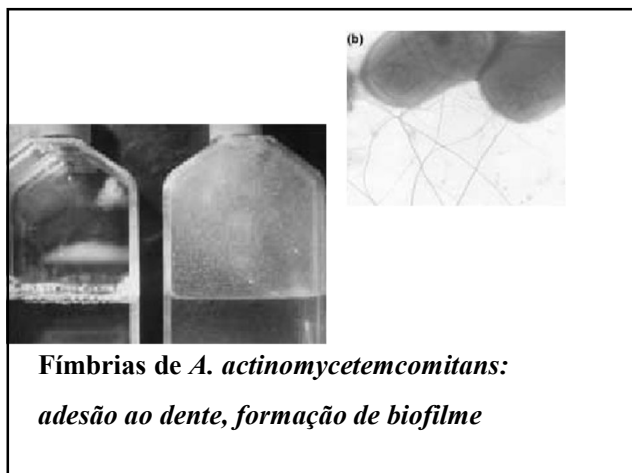 (b)
Fímbrias de A. actinomycetemcomitans:
adesão ao dente, formação de biofilme